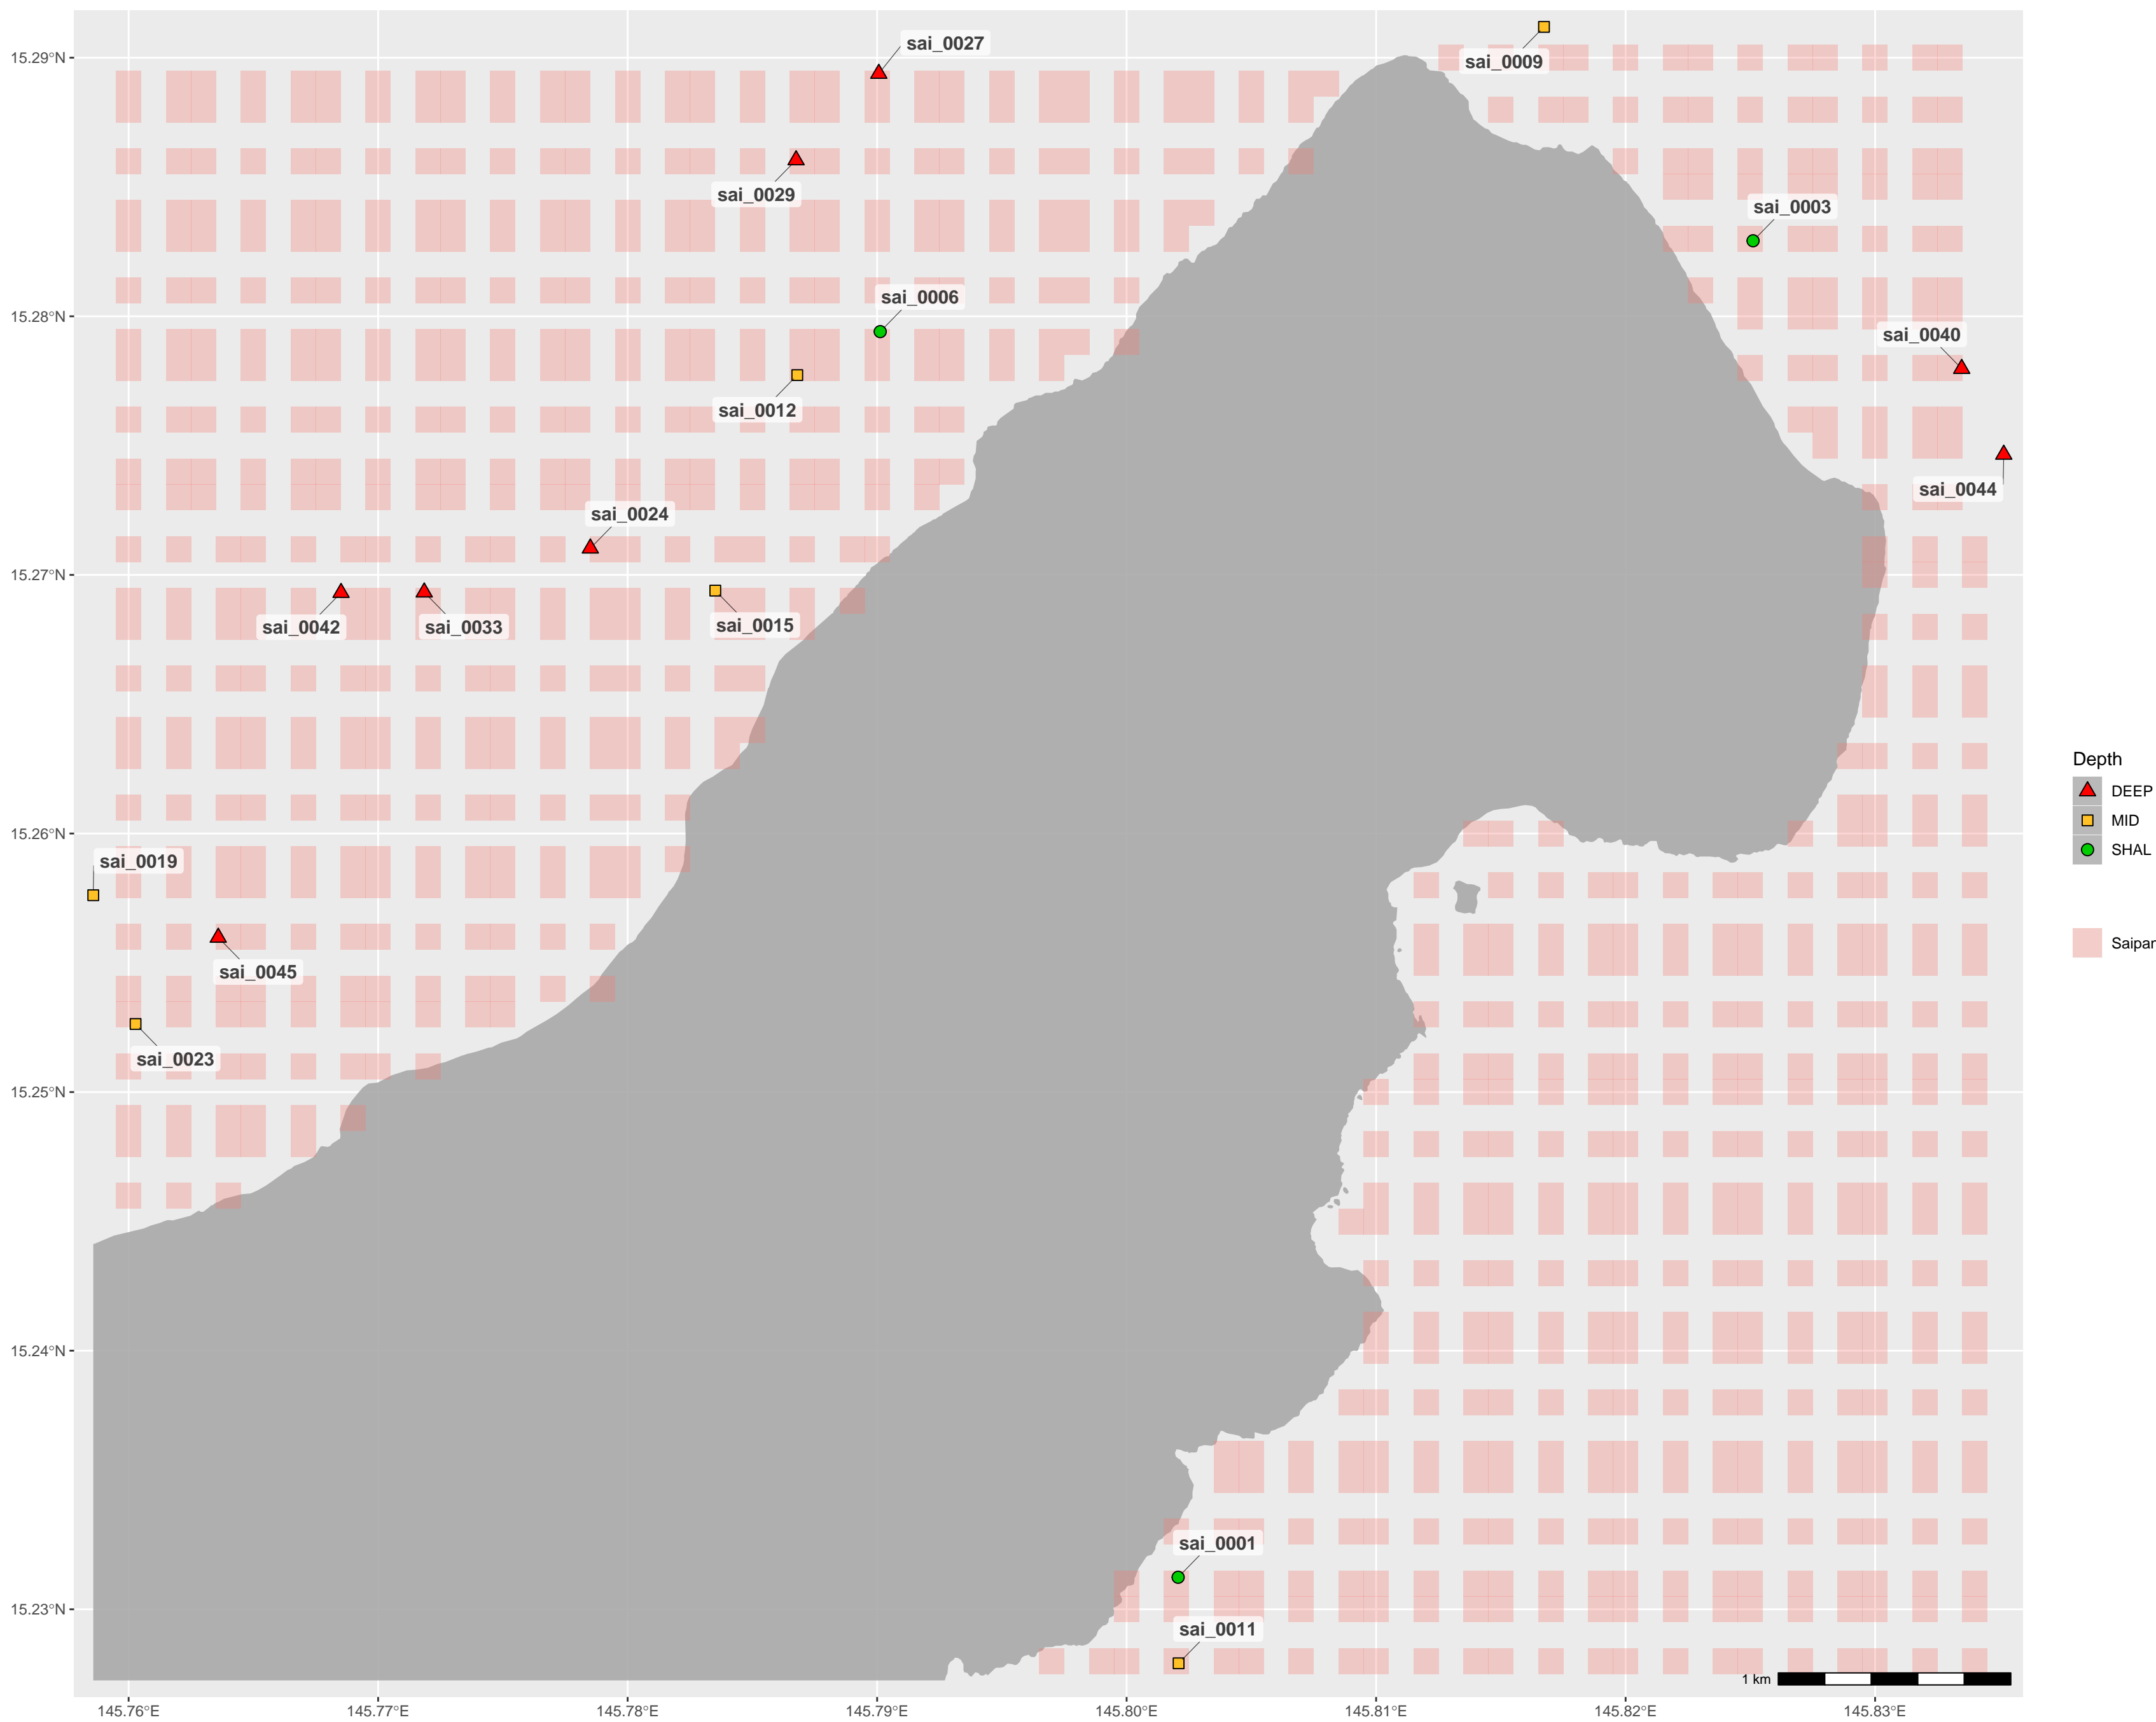 sai_0027
sai_0009
15.29°N
sai_0029
sai_0003
sai_0006
15.28°N
sai_0040
sai_0012
sai_0044
sai_0024
15.27°N
sai_0042
sai_0033
sai_0015
15.26°N
sai_0019
sai_0045
sai_0023
15.25°N
15.24°N
sai_0001
15.23°N
sai_0011
1 km
145.76°E
145.77°E
145.78°E
145.79°E
145.80°E
145.81°E
145.82°E
145.83°E
Depth
DEEP
MID
SHAL
Saipan